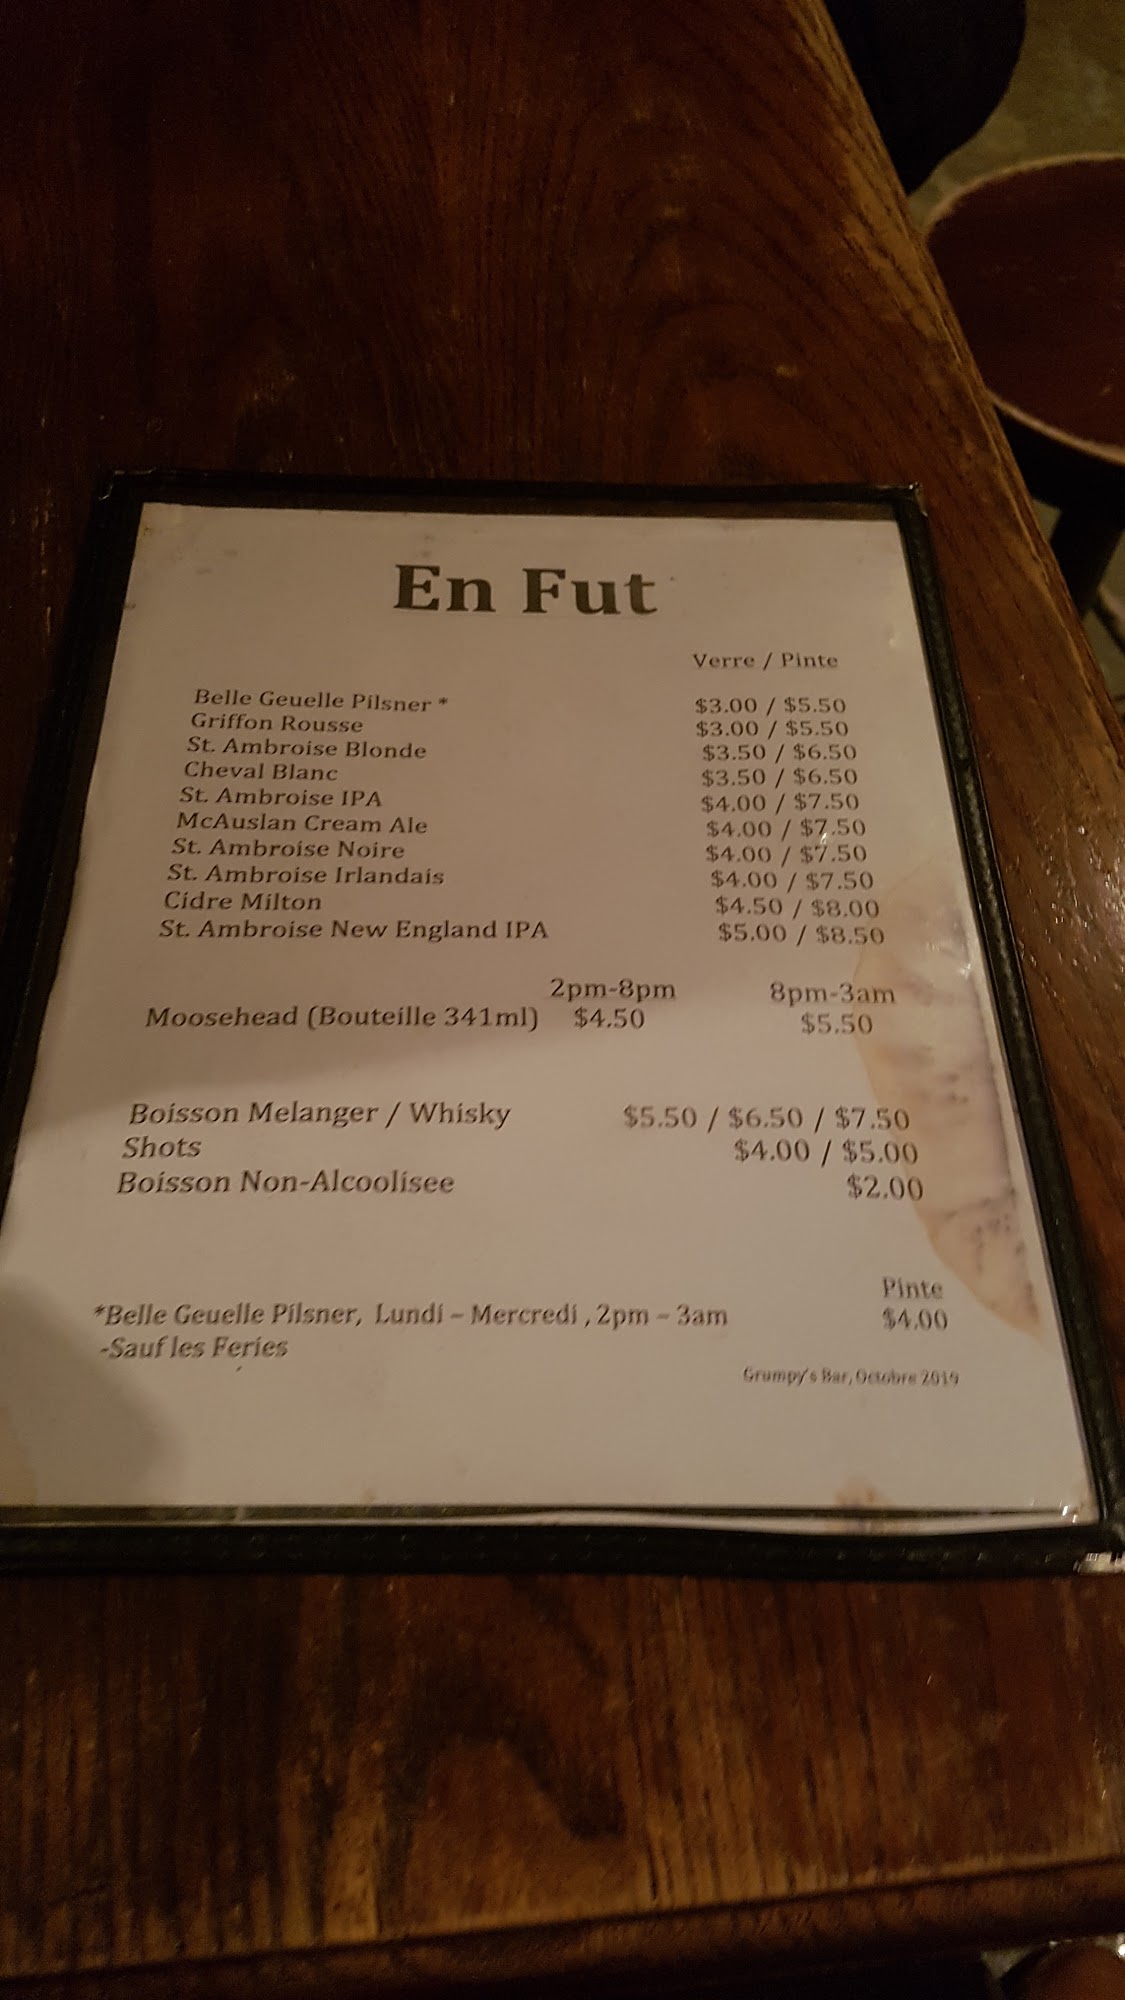 En Fut
Verre / Pinte
Belle Geuelle Pilsner * $3.00 / $5.50
Griffon Rousse $3.00 / $5.50
St. Ambroise Blonde $3.50 / $6.50
Cheval Blanc $3.50 / $6.50
St. Ambroise IPA $4.00 / $7.50
McAuslan Cream Ale $4.00 / $7.50
St. Ambroise Noire $4.00 / $7.50
St. Ambroise Irlandais $4.00 / $7.50
Cidre Milton $4.50 / $8.00
St. Ambroise New England IPA $5.00 / $8.50
2pm-8pm 8pm-3am
Moosehead (Bouteille 341ml) $4.50 $5.50
Boisson Melanger / Whisky $5.50 / $6.50 / $7.50
Shots $4.00 / $5.00
Boisson Non-Alcoolisee $2.00
Pinte
*Belle Geuelle Pilsner, Lundi – Mercredi , 2pm – 3am $4.00
-Sauf les Feries
Grumpy's Bar, Octobre 2019